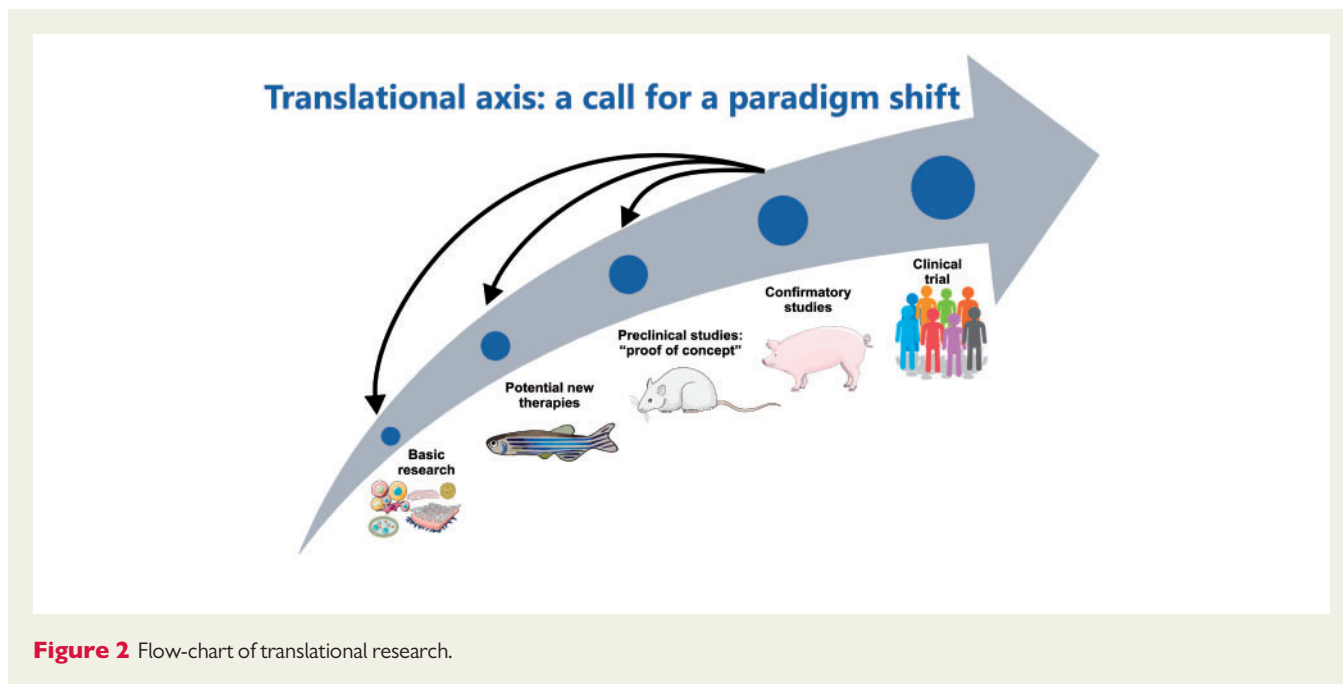 Translational axis: a call for a paradigm shift
Clinical
trial
Confirmatory
studies
Preclinical studies:
“proof of concept”
Potential new
therapies
Basic
research
Figure 2 Flow-chart of translational research.